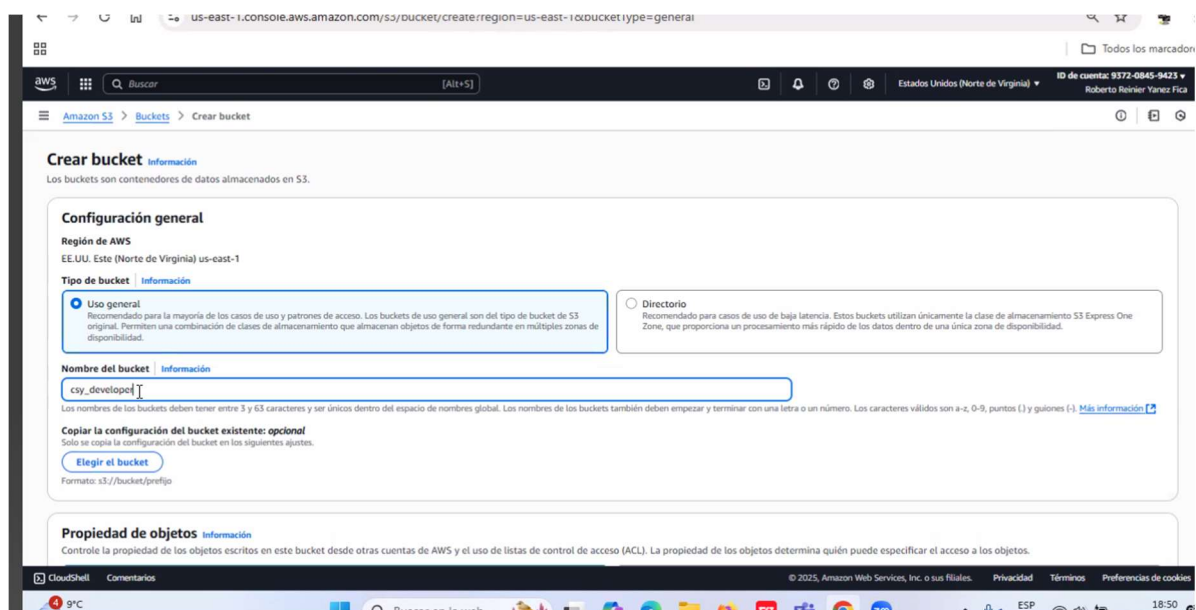 us-east-1.console.aws.amazon.com/s3/bucket/create?region=us-east-1&bucketType=general
Todos los marcadore
aws
Buscar
[Alt+S]
Estados Unidos (Norte de Virginia)
ID de cuenta: 9372-0845-9423
Roberto Reinier Yanez Fica
Amazon S3 > Buckets > Crear bucket
Crear bucket Información
Los buckets son contenedores de datos almacenados en S3.
Configuración general
Región de AWS
EE.UU. Este (Norte de Virginia) us-east-1
Tipo de bucket Información
Uso general
Recomendado para la mayoría de los casos de uso y patrones de acceso. Los buckets de uso general son del tipo de bucket de S3
original. Permiten una combinación de clases de almacenamiento que almacenan objetos de forma redundante en múltiples zonas de
disponibilidad.
Directorio
Recomendado para casos de uso de baja latencia. Estos buckets utilizan únicamente la clase de almacenamiento S3 Express One
Zone, que proporciona un procesamiento más rápido de los datos dentro de una única zona de disponibilidad.
Nombre del bucket Información
csy_developer
Los nombres de los buckets deben tener entre 3 y 63 caracteres y ser únicos dentro del espacio de nombres global. Los nombres de los buckets también deben empezar y terminar con una letra o un número. Los caracteres válidos son a-z, 0-9, puntos (.) y guiones (-). Más información
Copiar la configuración del bucket existente: opcional
Solo se copia la configuración del bucket en los siguientes ajustes.
Elegir el bucket
Formato: s3://bucket/prefijo
Propiedad de objetos Información
Controle la propiedad de los objetos escritos en este bucket desde otras cuentas de AWS y el uso de listas de control de acceso (ACL). La propiedad de los objetos determina quién puede especificar el acceso a los objetos.
CloudShell Comentarios
© 2025, Amazon Web Services, Inc. o sus filiales. Privacidad Términos Preferencias de cookies
4 9°C
ESP
18:50